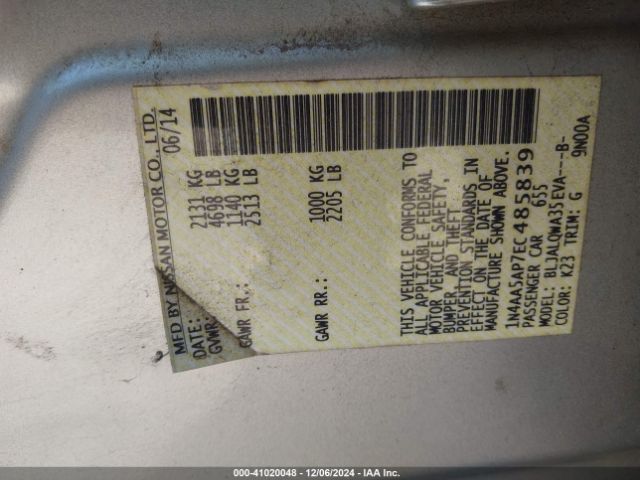 MFD BY NISSAN MOTOR CO., LTD.
DATE: 06/14
GVWR: 2131 KG
4698 LB
GAWR FR.: 1140 KG
2513 LB
GAWR RR.: 1000 KG
2205 LB
THIS VEHICLE CONFORMS TO
ALL APPLICABLE FEDERAL
MOTOR VEHICLE SAFETY,
BUMPER, AND THEFT
PREVENTION STANDARDS IN
EFFECT ON THE DATE OF
MANUFACTURE SHOWN ABOVE.
1N4AA5AP7EC485839
PASSENGER CAR 655
MODEL: BLJALQWA35EVA---B-
COLOR: K23 TRIM: G 9N00A
000-41020048 - 12/06/2024 - IAA Inc.